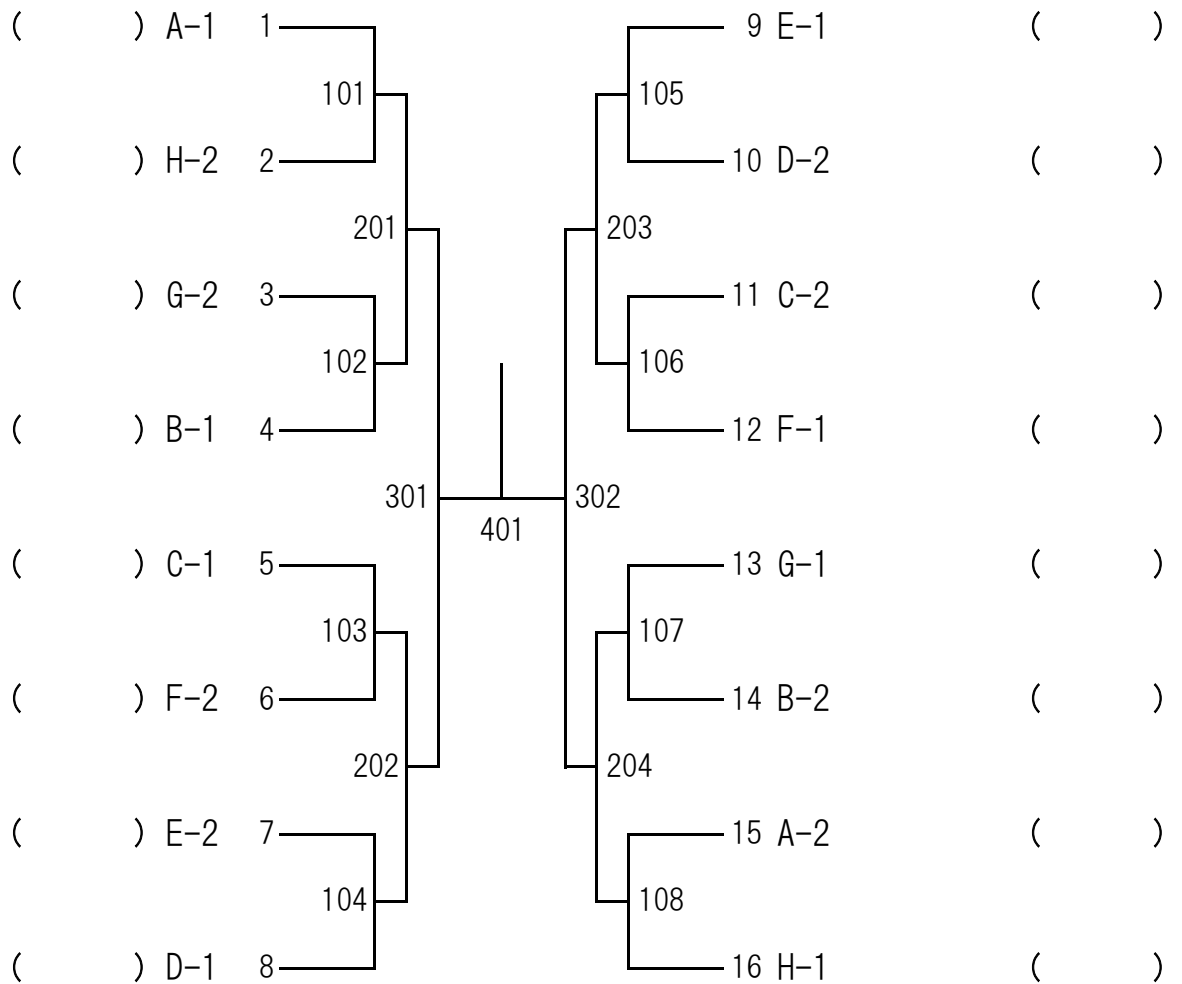 ( ) A-1 1 9 E-1 ( )
101 105
( ) H-2 2 10 D-2 ( )
201 203
( ) G-2 3 11 C-2 ( )
102 106
( ) B-1 4 12 F-1 ( )
301 302
401
( ) C-1 5 13 G-1 ( )
103 107
( ) F-2 6 14 B-2 ( )
202 204
( ) E-2 7 15 A-2 ( )
104 108
( ) D-1 8 16 H-1 ( )